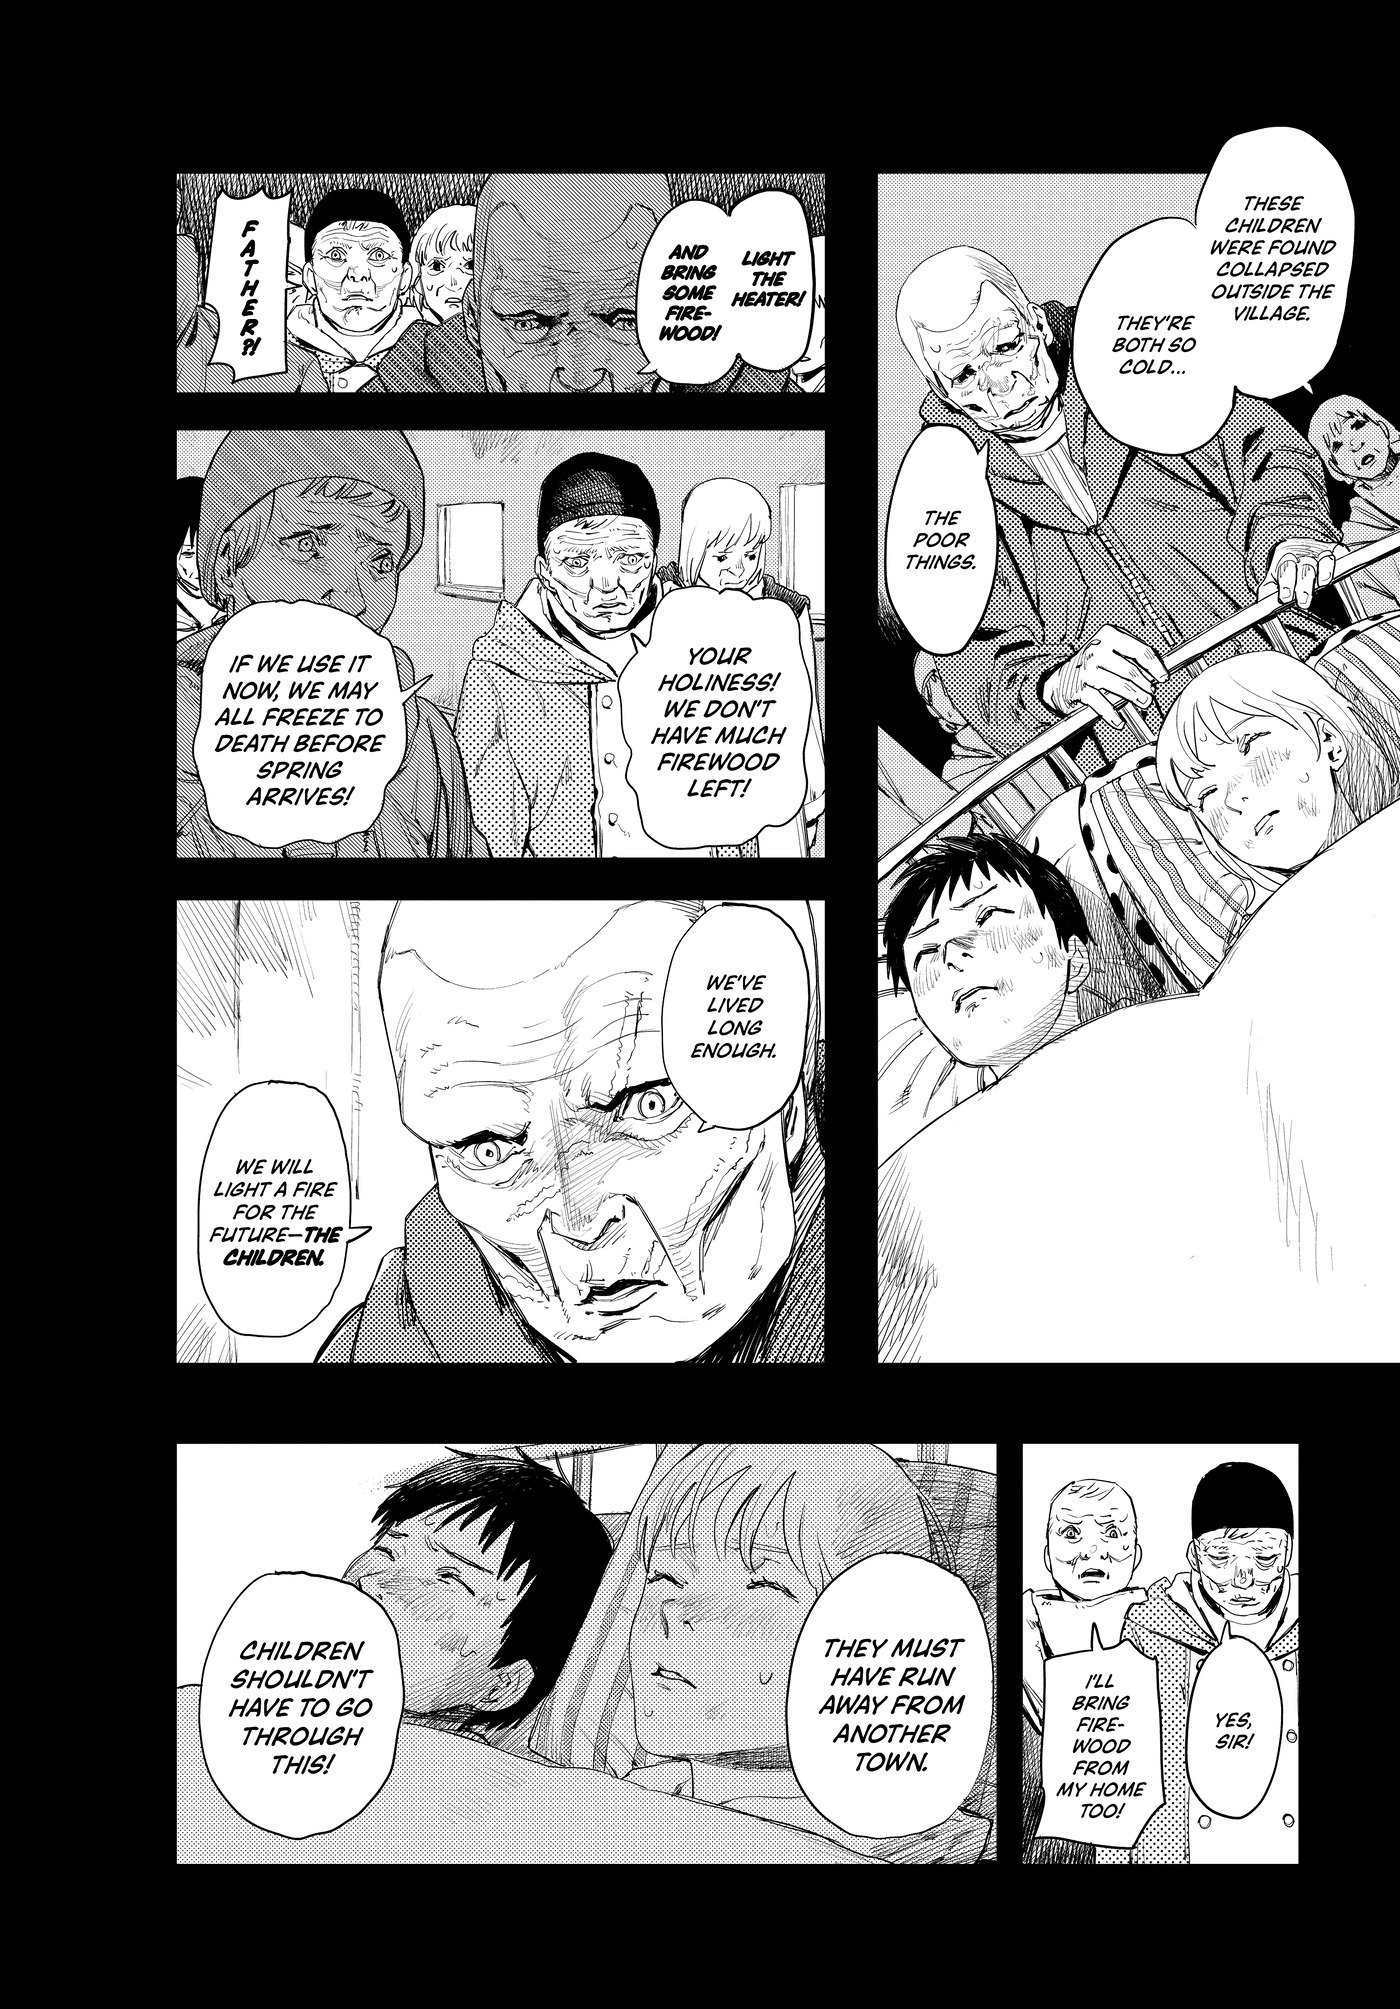 THESE
CHILDREN
WERE FOUND
COLLAPSED
OUTSIDE THE
VILLAGE.
THEY'RE
BOTH SO
COLD...
THE
POOR
THINGS.
LIGHT
THE
HEATER!
AND
BRING
SOME
FIRE-
WOOD!
FATHER?!
YOUR
HOLINESS!
WE DON'T
HAVE MUCH
FIREWOOD
LEFT!
IF WE USE IT
NOW, WE MAY
ALL FREEZE TO
DEATH BEFORE
SPRING
ARRIVES!
WE'VE
LIVED
LONG
ENOUGH.
WE WILL
LIGHT A FIRE
FOR THE
FUTURE—THE
CHILDREN.
YES,
SIR!
I'LL
BRING
FIRE-
WOOD
FROM
MY HOME
TOO!
THEY MUST
HAVE RUN
AWAY FROM
ANOTHER
TOWN.
CHILDREN
SHOULDN'T
HAVE TO GO
THROUGH
THIS!